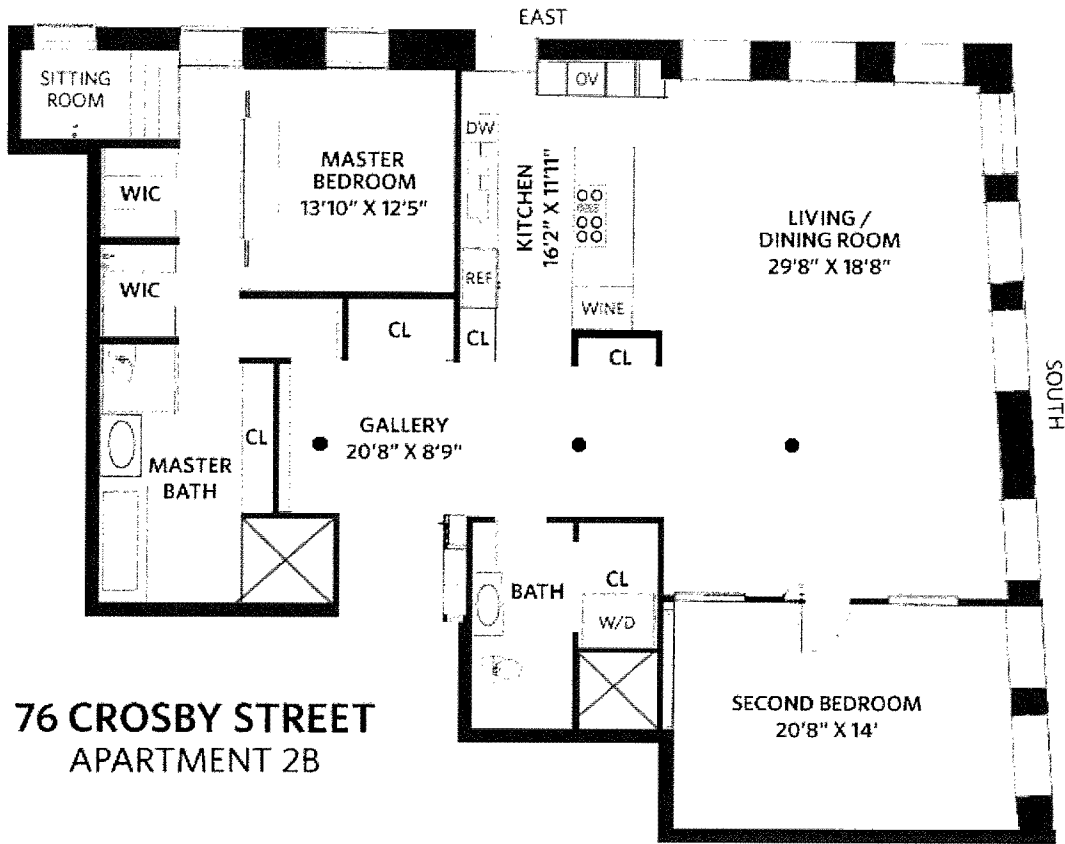 EAST
SITTING
ROOM
OV
DW
WIC
MASTER
BEDROOM
13'10" X 12'5"
KITCHEN
16'2" X 11'11"
LIVING /
DINING ROOM
29'8" X 18'8"
WIC
REF
WINE
CL
CL
CL
SOUTH
GALLERY
20'8" X 8'9"
CL
MASTER
BATH
BATH
CL
W/D
SECOND BEDROOM
20'8" X 14'
76 CROSBY STREET
APARTMENT 2B